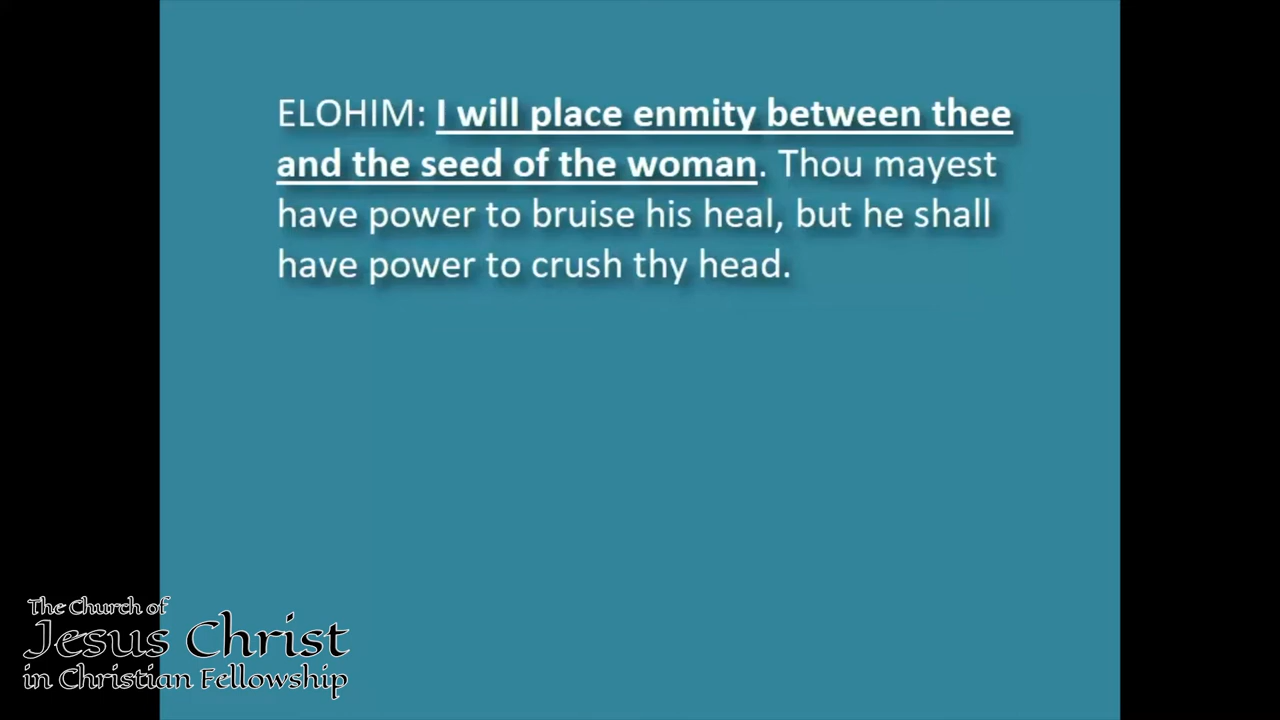 ELOHIM: I will place enmity between thee
and the seed of the woman. Thou mayest
have power to bruise his heal, but he shall
have power to crush thy head.
The Church of
Jesus Christ
in Christian Fellowship